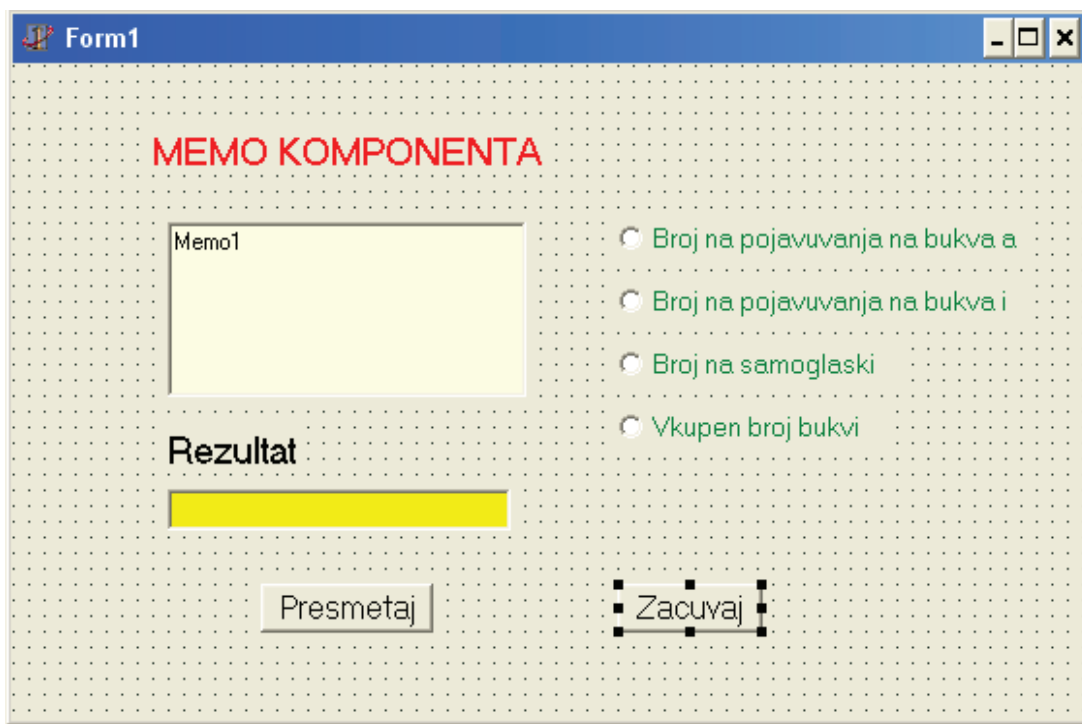 Form1
MEMO KOMPONENTA
Memo1
Broj na pojavuvanja na bukva a
Broj na pojavuvanja na bukva i
Broj na samoglaski
Vkupen broj bukvi
Rezultat
Presmetaj
Zacuvaj